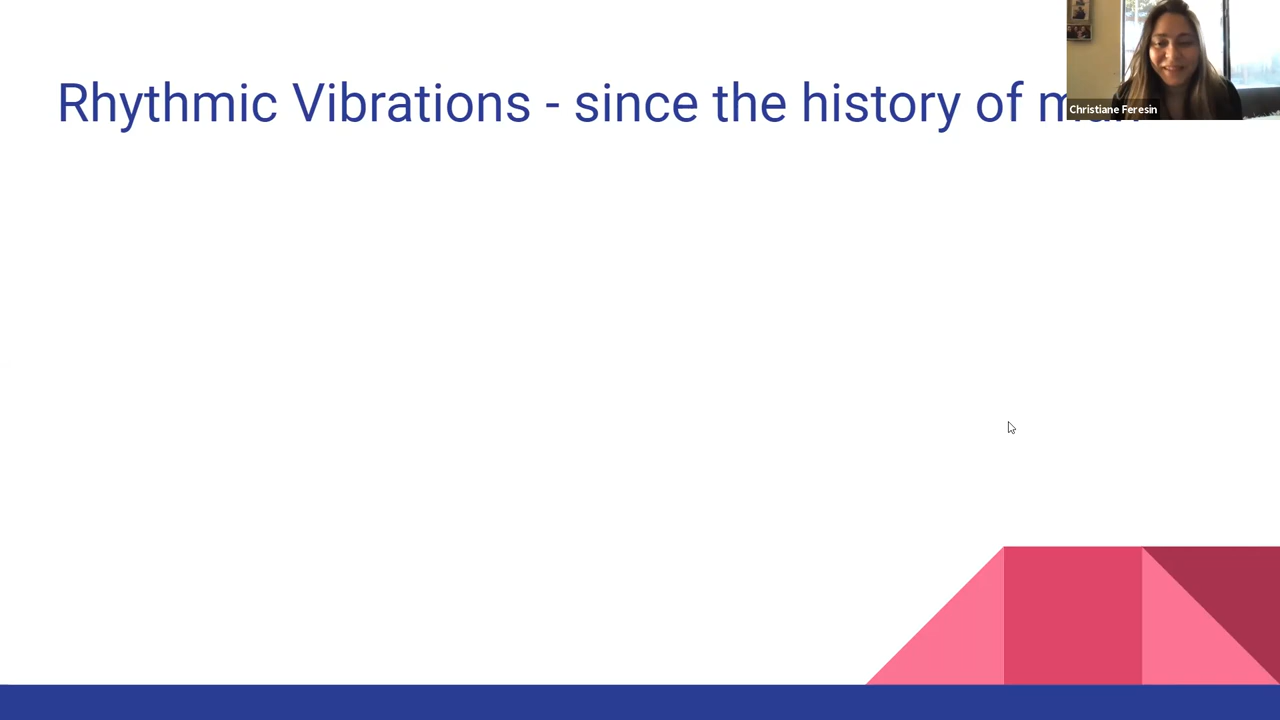 Rhythmic Vibrations - since the history of
Christiane Feresin